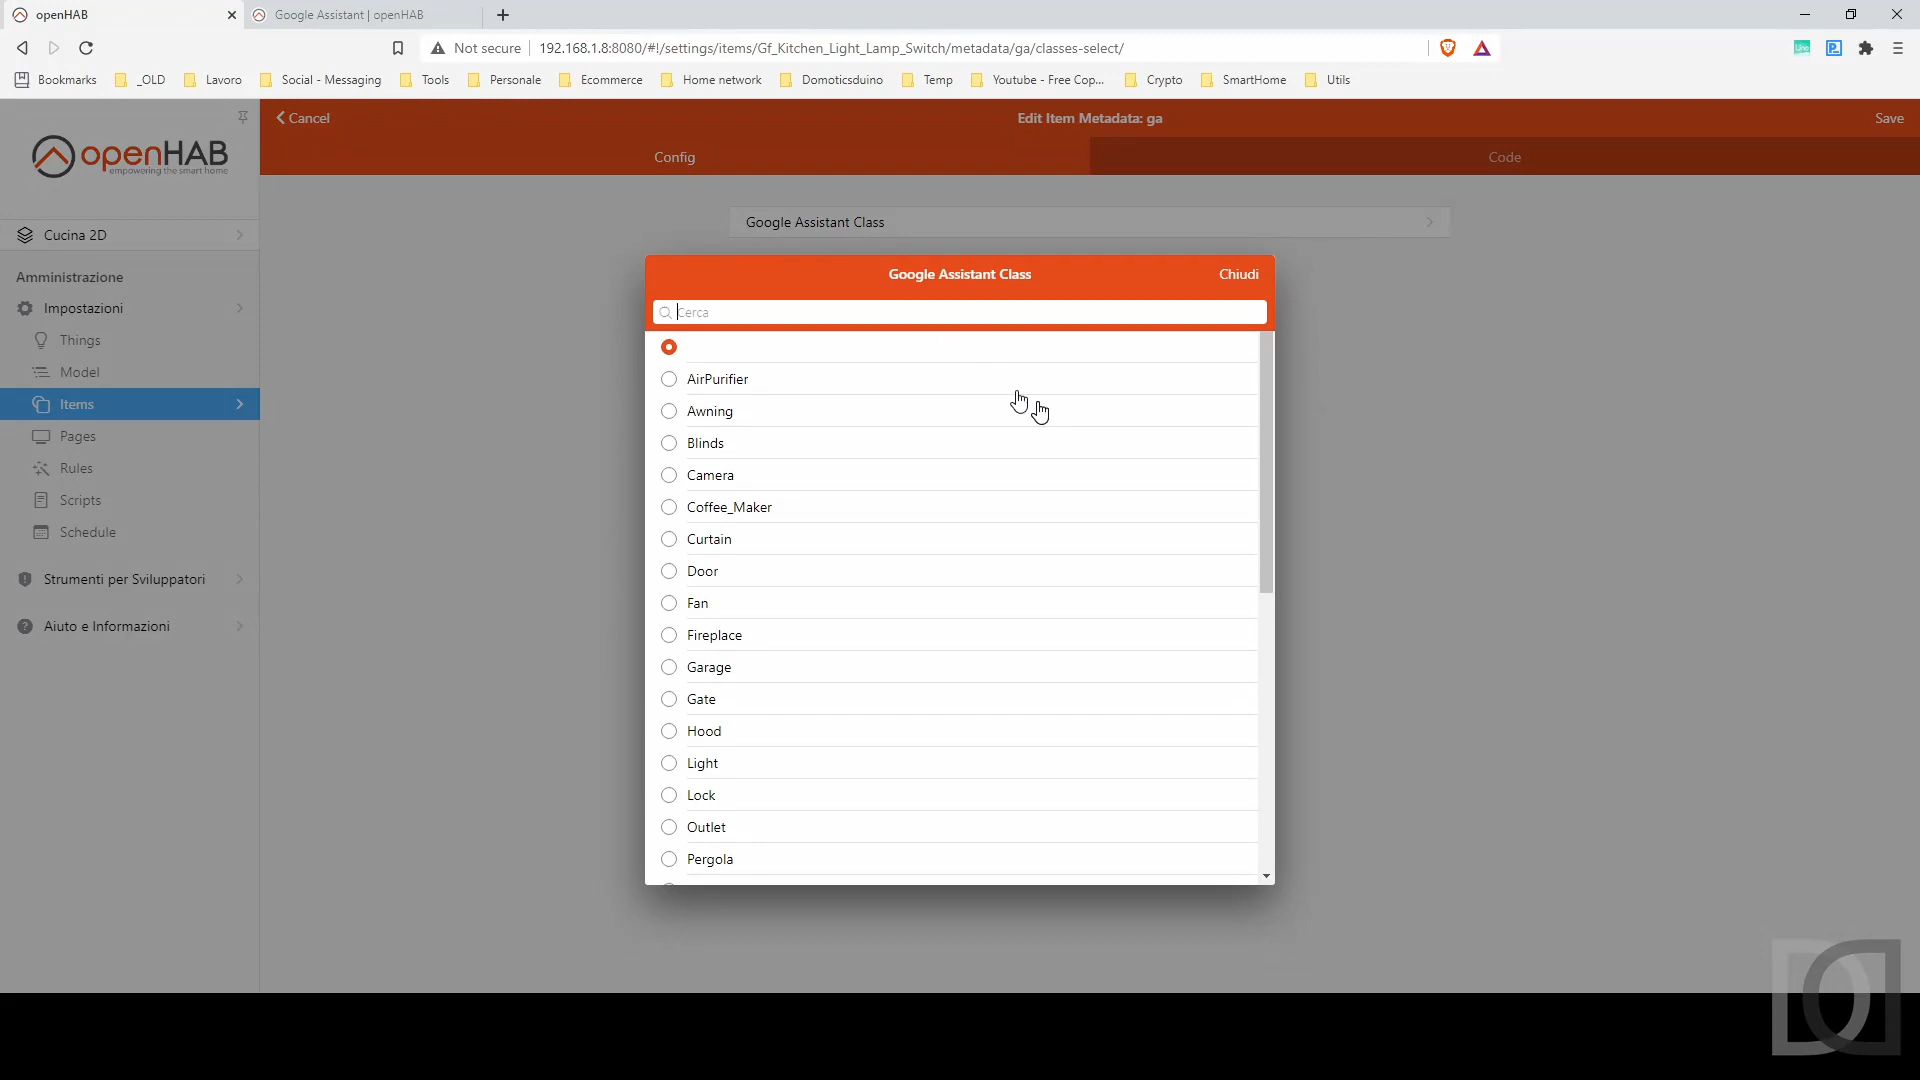 openHAB
Google Assistant | openHAB
Not secure
192.168.1.8:8080/#!/settings/items/Gf_Kitchen_Light_Lamp_Switch/metadata/ga/classes-select/
Bookmarks
_OLD
Lavoro
Social - Messaging
Tools
Personale
Ecommerce
Home network
Domoticsduino
Temp
Youtube - Free Cop...
Crypto
SmartHome
Utils
openHAB
empowering the smart home
Cucina 2D
Amministrazione
Impostazioni
Things
Model
Items
Pages
Rules
Scripts
Schedule
Strumenti per Sviluppatori
Aiuto e Informazioni
Cancel
Edit Item Metadata: ga
Save
Config
Code
Google Assistant Class
Google Assistant Class
Chiudi
Cerca
AirPurifier
Awning
Blinds
Camera
Coffee_Maker
Curtain
Door
Fan
Fireplace
Garage
Gate
Hood
Light
Lock
Outlet
Pergola